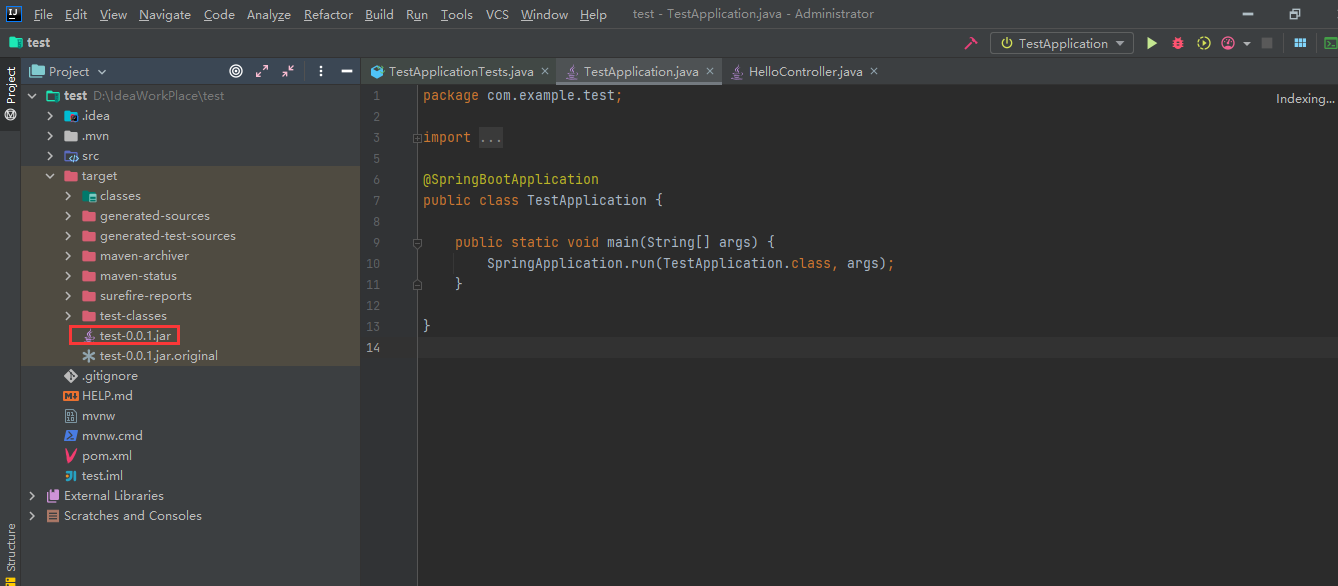 File Edit View Navigate Code Analyze Refactor Build Run Tools VCS Window Help test - TestApplication.java - Administrator
test TestApplication
Project
Project TestApplicationTests.java TestApplication.java HelloController.java
test D:\IdeaWorkPlace\test
.idea
.mvn
src
target
classes
generated-sources
generated-test-sources
maven-archiver
maven-status
surefire-reports
test-classes
test-0.0.1.jar
test-0.0.1.jar.original
.gitignore
HELP.md
mvnw
mvnw.cmd
pom.xml
test.iml
External Libraries
Scratches and Consoles
Structure
1 package com.example.test;
Indexing...
2
3 import ...
5
6 @SpringBootApplication
7 public class TestApplication {
8
9 public static void main(String[] args) {
10 SpringApplication.run(TestApplication.class, args);
11 }
12
13 }
14